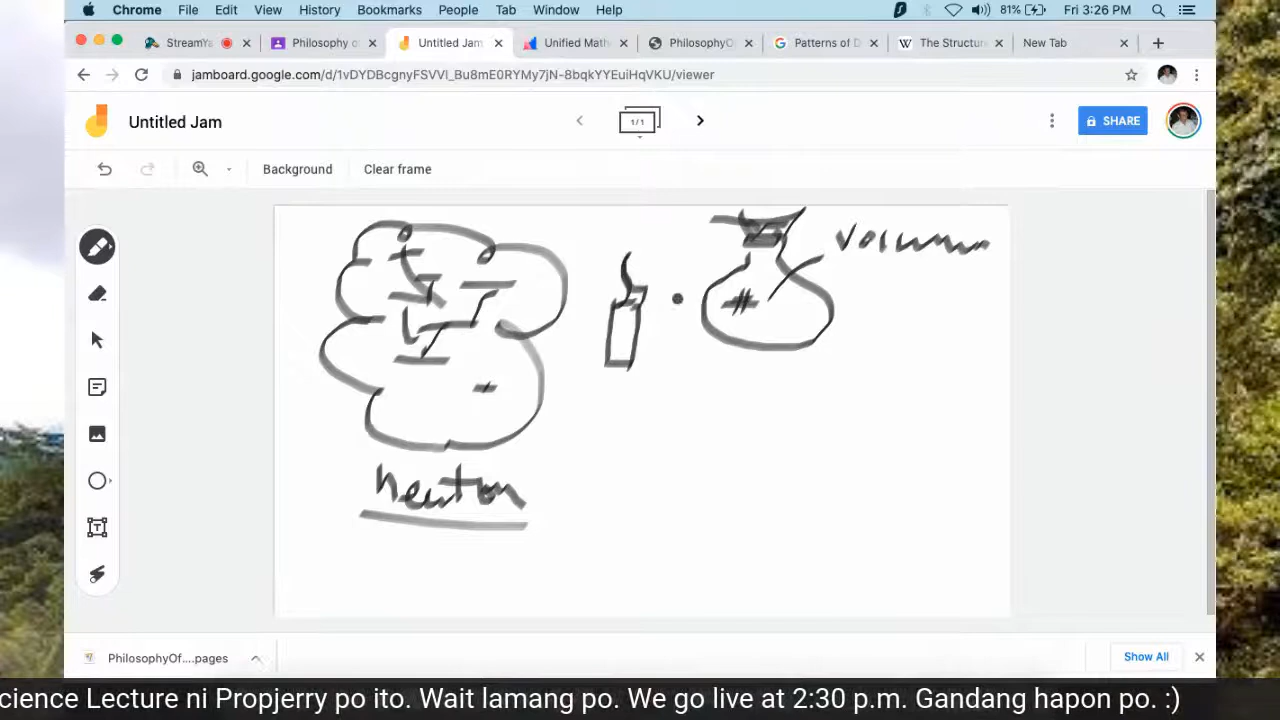 Chrome File Edit View History Bookmarks People Tab Window Help 81% Fri 3:26 PM
StreamYa Philosophy o Untitled Jam Unified Math PhilosophyO Patterns of D The Structure New Tab
jamboard.google.com/d/1vDYDBcgnyFSVVl_Bu8mE0RYMy7jN-8bqkYYEuiHqVKU/viewer
Untitled Jam
1/1
SHARE
Background Clear frame
Volumn
newton
PhilosophyOf....pages
Show All
cience Lecture ni Propjerry po ito. Wait lamang po. We go live at 2:30 p.m. Gandang hapon po. :)